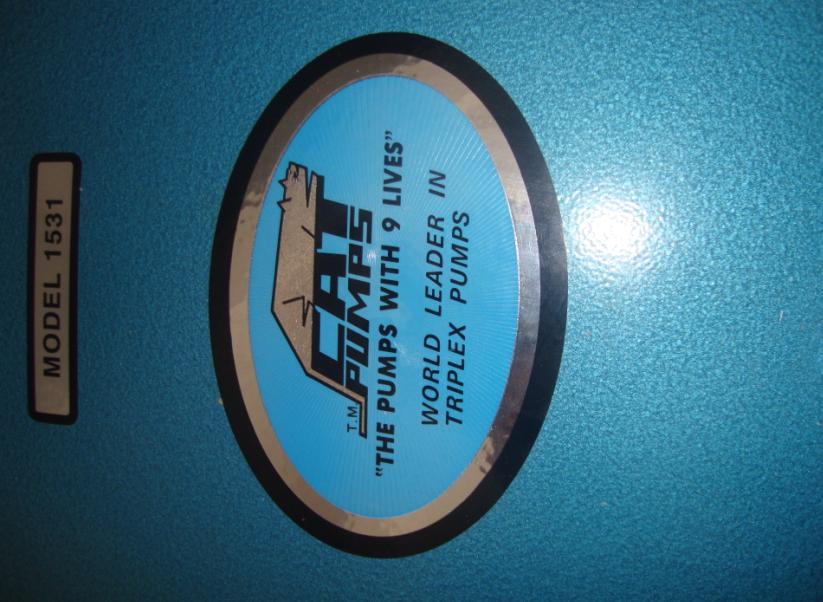 MODEL 1531
CAT
PUMPS
T.M.
"THE PUMPS WITH 9 LIVES"
WORLD LEADER IN
TRIPLEX PUMPS